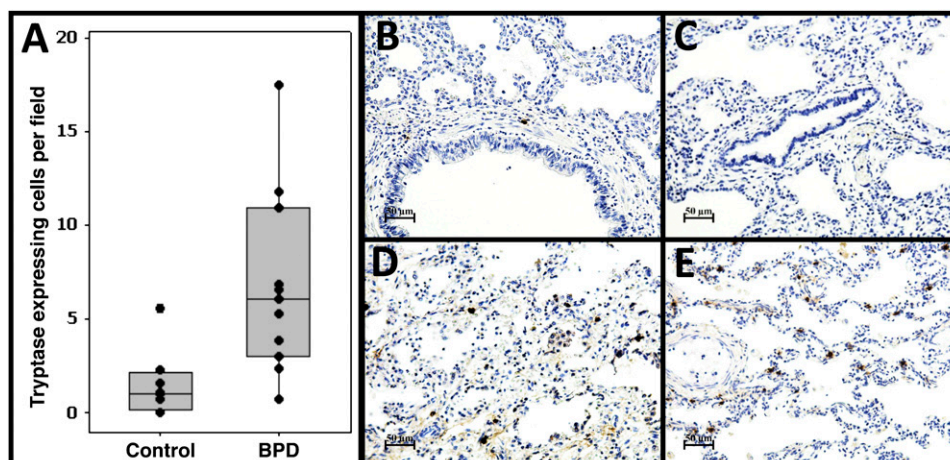 A
Tryptase expressing cells per field
20
15
10
5
0
Control
BPD
B
50 µm
C
50 µm
D
50 µm
E
50 µm